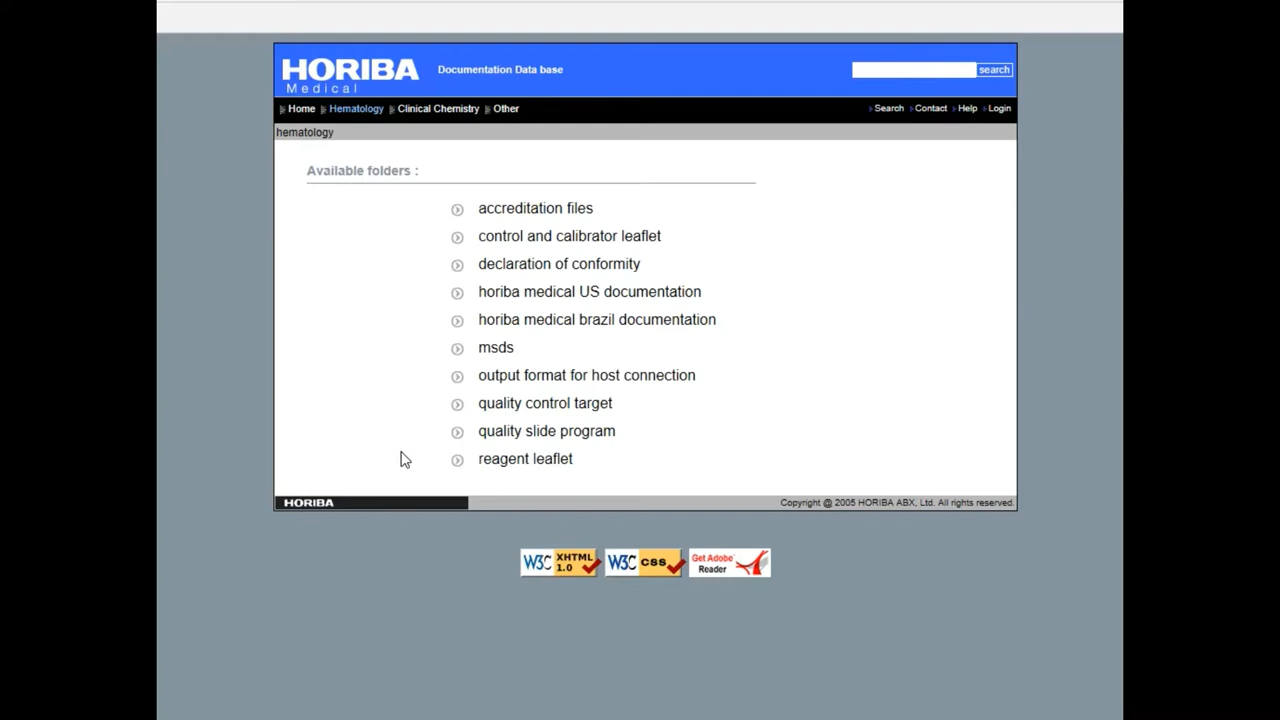 HORIBA
Medical
Documentation Data base
search
Home Hematology Clinical Chemistry Other
Search Contact Help Login
hematology
Available folders :
accreditation files
control and calibrator leaflet
declaration of conformity
horiba medical US documentation
horiba medical brazil documentation
msds
output format for host connection
quality control target
quality slide program
reagent leaflet
HORIBA
Copyright @ 2005 HORIBA ABX, Ltd. All rights reserved.
W3C XHTML 1.0
W3C CSS
Get Adobe Reader